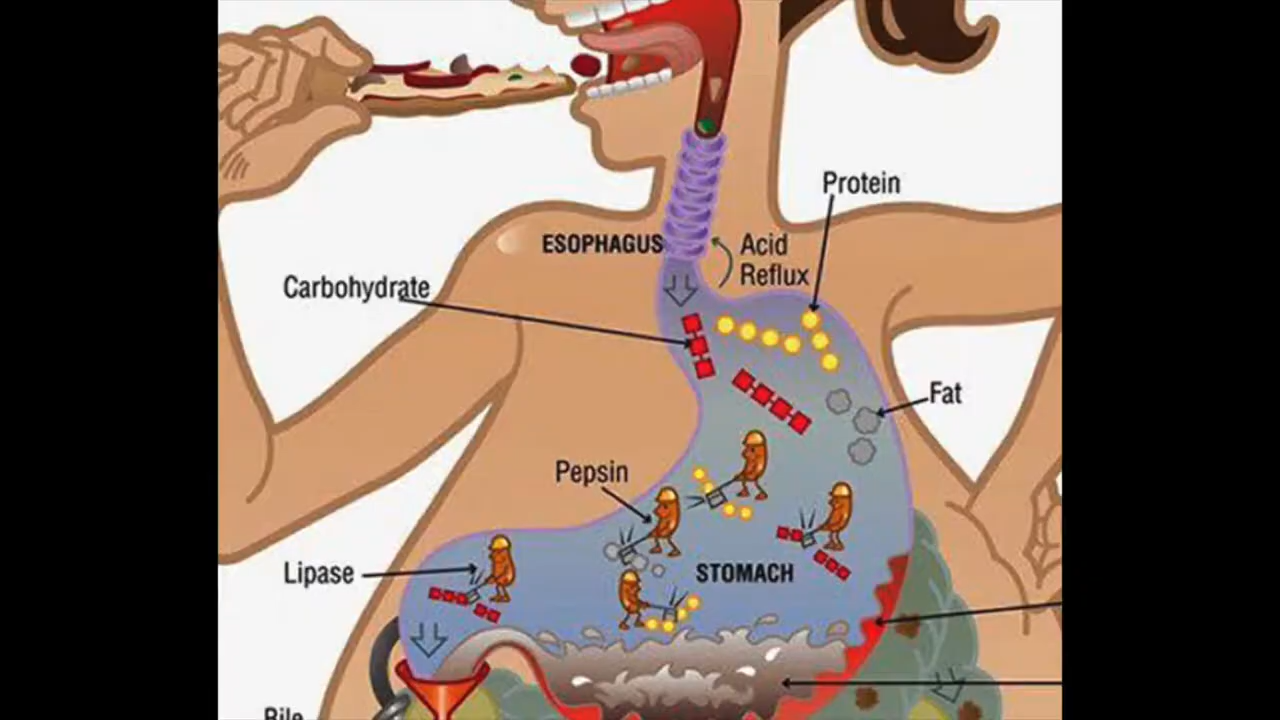 Protein
ESOPHAGUS
Acid
Reflux
Carbohydrate
Fat
Pepsin
Lipase
STOMACH
Bile